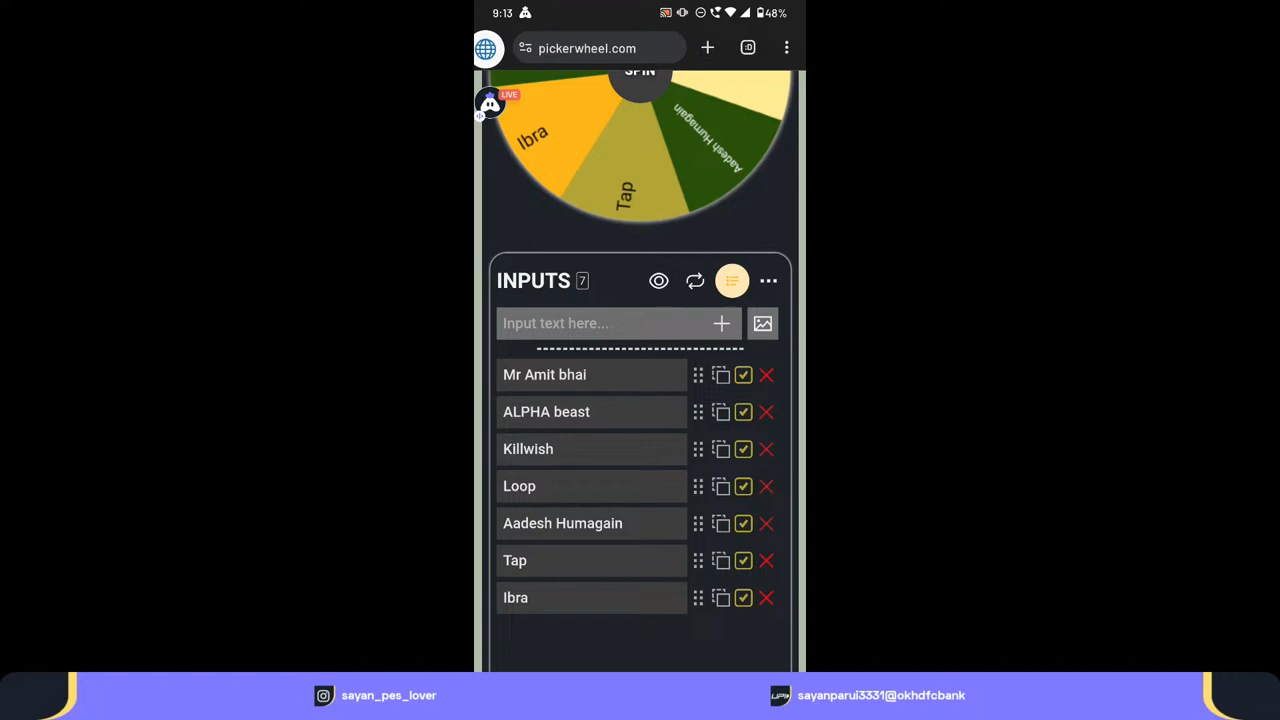 9:13
48%
pickerwheel.com
:D
SPIN
LIVE
Ibra
Tap
Aadesh Humagain
INPUTS 7
Input text here...
Mr Amit bhai
ALPHA beast
Killwish
Loop
Aadesh Humagain
Tap
Ibra
sayan_pes_lover
UPI
sayanparui3331@okhdfcbank